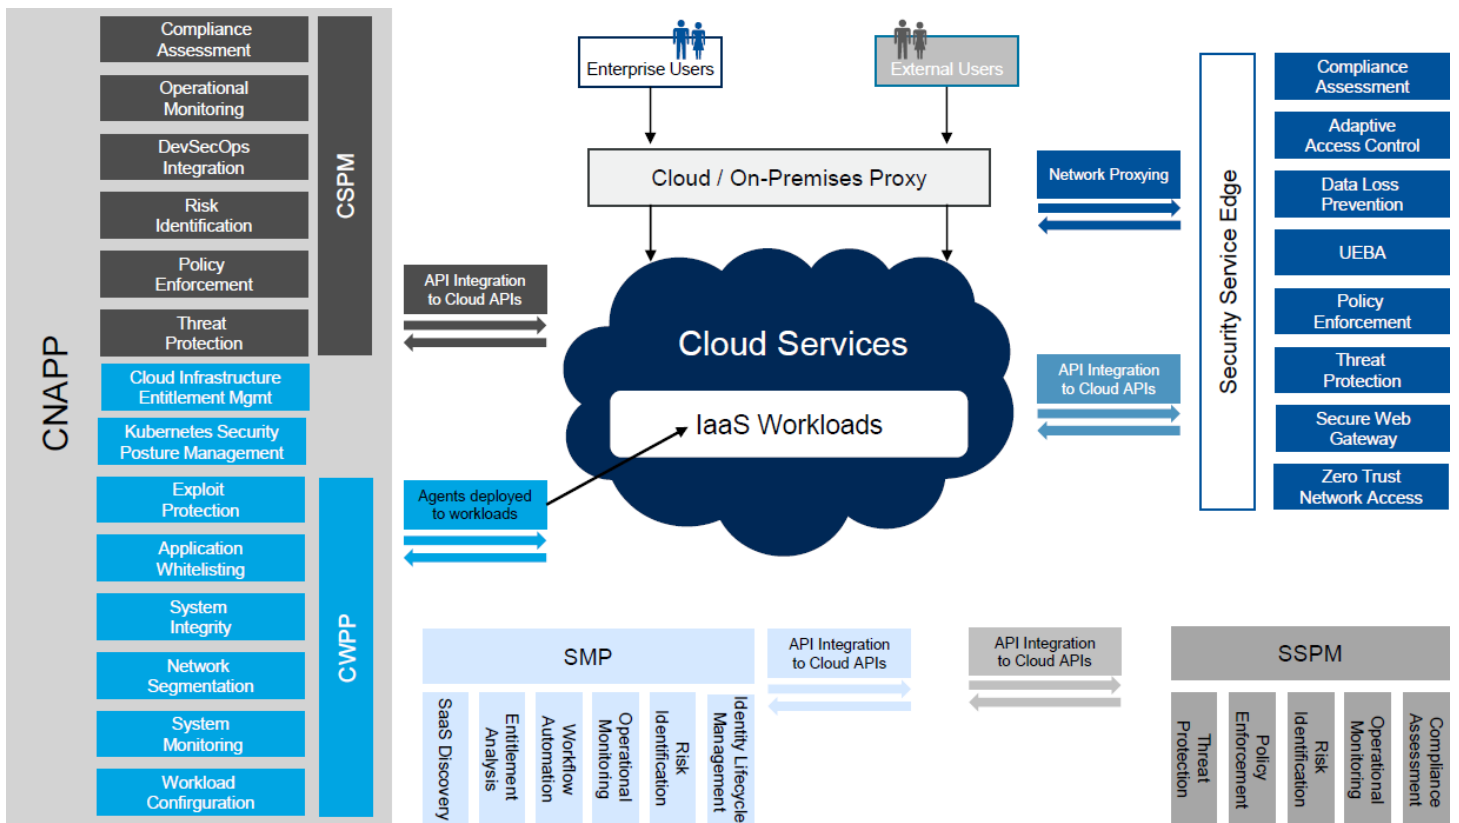 CNAPP
Compliance
Assessment
Operational
Monitoring
DevSecOps
Integration
Risk
Identification
Policy
Enforcement
Threat
Protection
CSPM
Cloud Infrastructure
Entitlement Mgmt
Kubernetes Security
Posture Management
Exploit
Protection
Application
Whitelisting
System
Integrity
Network
Segmentation
System
Monitoring
Workload
Confirguration
CWPP
API Integration
to Cloud APIs
Agents deployed
to workloads
Enterprise Users
External Users
Cloud / On-Premises Proxy
Cloud Services
IaaS Workloads
Network Proxying
API Integration
to Cloud APIs
Security Service Edge
Compliance
Assessment
Adaptive
Access Control
Data Loss
Prevention
UEBA
Policy
Enforcement
Threat
Protection
Secure Web
Gateway
Zero Trust
Network Access
SMP
SaaS Discovery
Entitlement
Analysis
Workflow
Automation
Operational
Monitoring
Risk
Identification
Identity Lifecycle
Management
API Integration
to Cloud APIs
API Integration
to Cloud APIs
SSPM
Threat
Protection
Policy
Enforcement
Risk
Identification
Operational
Monitoring
Compliance
Assessment